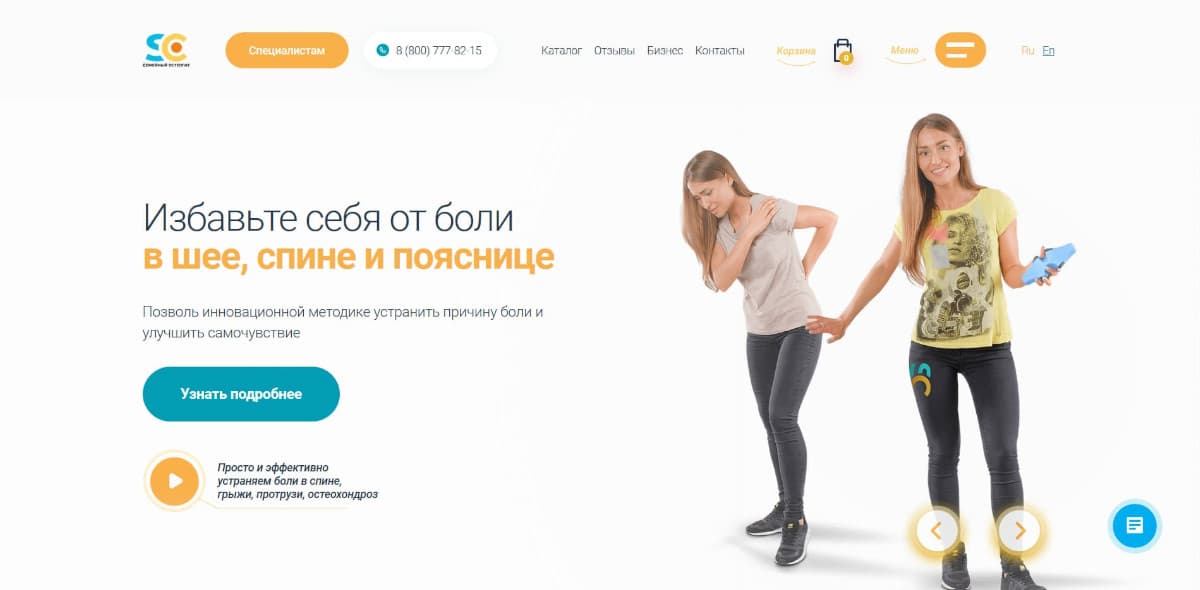 SC
СЕМЕЙНЫЙ ОСТЕОПАТ
Специалистам
8 (800) 777-82-15
Каталог Отзывы Бизнес Контакты
Корзина
0
Меню
Ru En
Избавьте себя от боли
в шее, спине и пояснице
Позволь инновационной методике устранить причину боли и
улучшить самочувствие
Узнать подробнее
Просто и эффективно
устраняем боли в спине,
грыжи, протрузи, остеохондроз